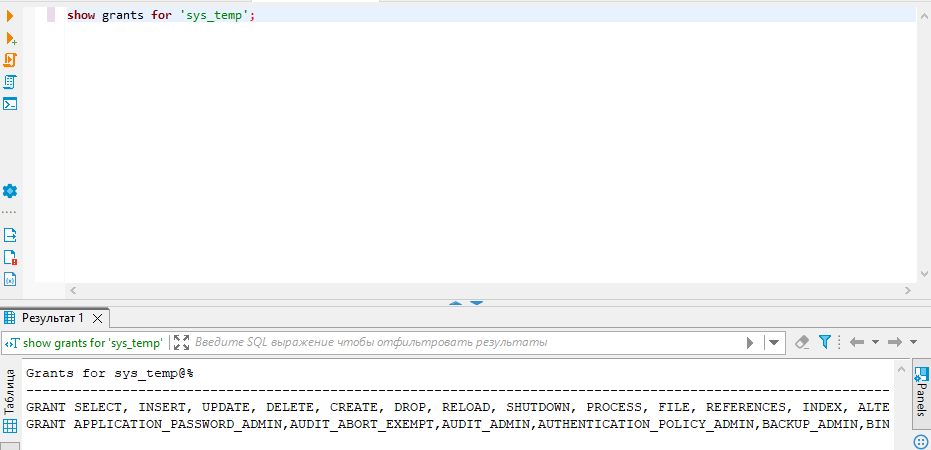 show grants for 'sys_temp';
Результат 1
show grants for 'sys_temp'
Введите SQL выражение чтобы отфильтровать результаты
Таблица
Grants for sys_temp@%
GRANT SELECT, INSERT, UPDATE, DELETE, CREATE, DROP, RELOAD, SHUTDOWN, PROCESS, FILE, REFERENCES, INDEX, ALTE
GRANT APPLICATION_PASSWORD_ADMIN,AUDIT_ABORT_EXEMPT,AUDIT_ADMIN,AUTHENTICATION_POLICY_ADMIN,BACKUP_ADMIN,BIN
Panels